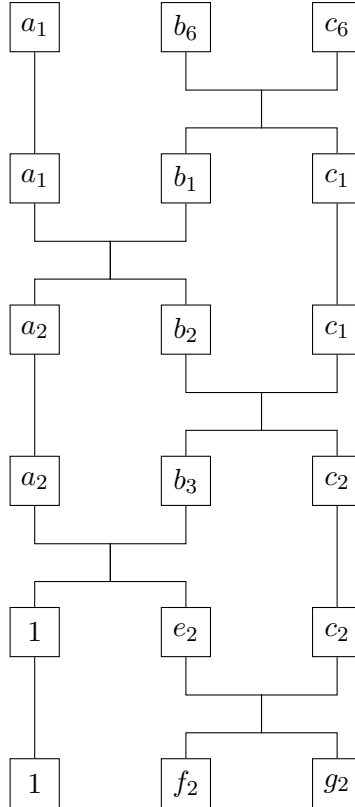 a₁ b₆ c₆
a₁ b₁ c₁
a₂ b₂ c₁
a₂ b₃ c₂
1 e₂ c₂
1 f₂ g₂